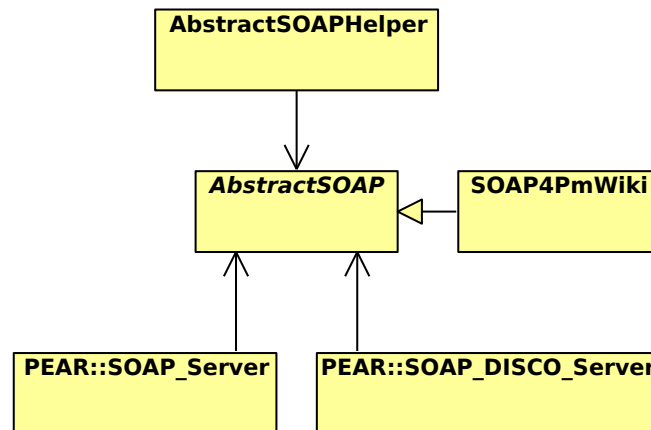 AbstractSOAPHelper
AbstractSOAP
SOAP4PmWiki
PEAR::SOAP_Server
PEAR::SOAP_DISCO_Server